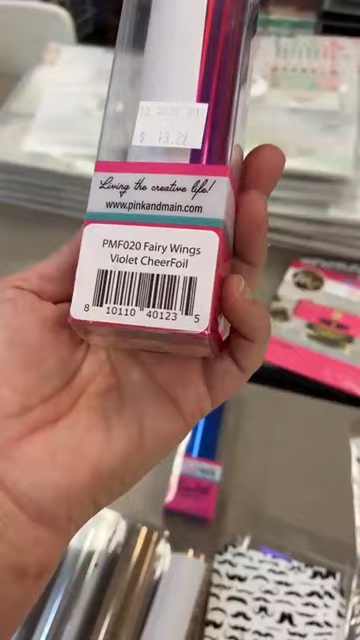 $ 13.29
Living the creative life!
www.pinkandmain.com
PMF020 Fairy Wings
Violet CheerFoil
8 10110 40123 5